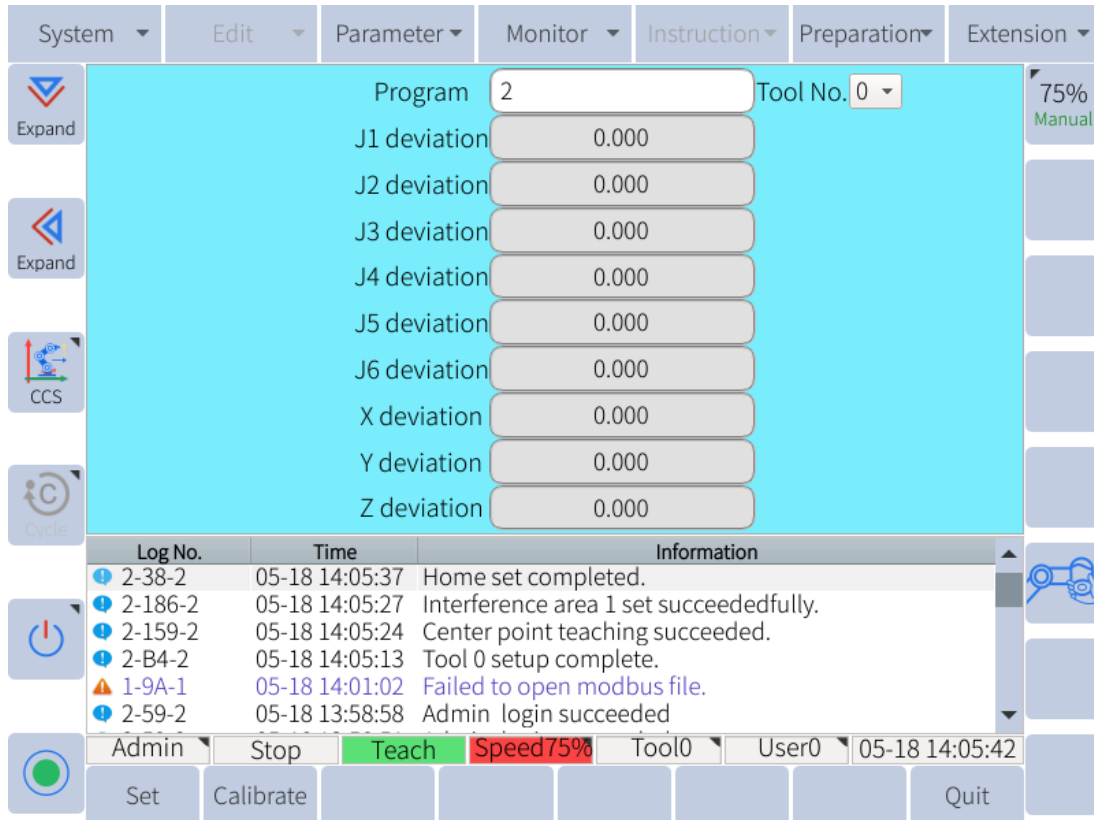 System Edit Parameter Monitor Instruction Preparation Extension
Expand
Program 2 Tool No. 0
75%
Manual
J1 deviation 0.000
J2 deviation 0.000
J3 deviation 0.000
Expand
J4 deviation 0.000
J5 deviation 0.000
J6 deviation 0.000
CCS
X deviation 0.000
Y deviation 0.000
Z deviation 0.000
C
Cycle
Log No. Time Information
2-38-2 05-18 14:05:37 Home set completed.
2-186-2 05-18 14:05:27 Interference area 1 set succeededfully.
2-159-2 05-18 14:05:24 Center point teaching succeeded.
2-B4-2 05-18 14:05:13 Tool 0 setup complete.
1-9A-1 05-18 14:01:02 Failed to open modbus file.
2-59-2 05-18 13:58:58 Admin login succeeded
Admin Stop Teach Speed75% Tool0 User0 05-18 14:05:42
Set Calibrate Quit